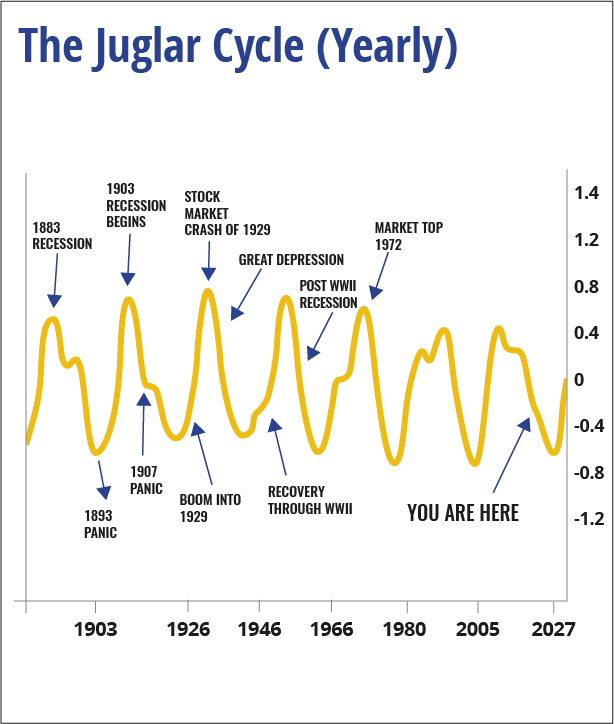 The Juglar Cycle (Yearly)
1883
RECESSION
1903
RECESSION
BEGINS
STOCK
MARKET
CRASH OF 1929
GREAT DEPRESSION
POST WWII
RECESSION
MARKET TOP
1972
1.4
1.2
0.8
0.4
0
-0.4
-0.8
-1.2
1893
PANIC
1907
PANIC
BOOM INTO
1929
RECOVERY
THROUGH WWII
YOU ARE HERE
1903
1926
1946
1966
1980
2005
2027